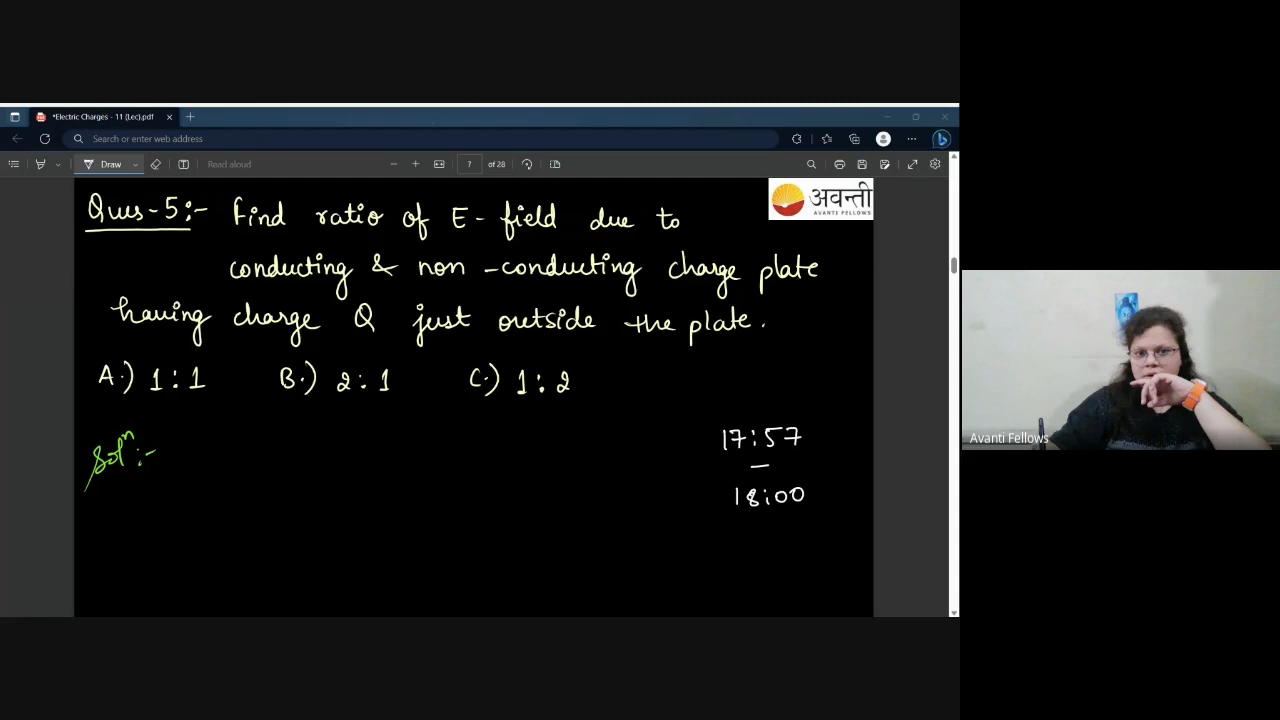 *Electric Charges - 11 (Lec).pdf
Search or enter web address
Draw
Read aloud
7
of 28
Ques-5:- Find ratio of E-field due to
अवन्ती
AVANTI FELLOWS
conducting & non-conducting charge plate
having charge Q just outside the plate.
A.) 1:1 B.) 2:1 C.) 1:2
Solⁿ:-
17:57
–
18:00
Avanti Fellows